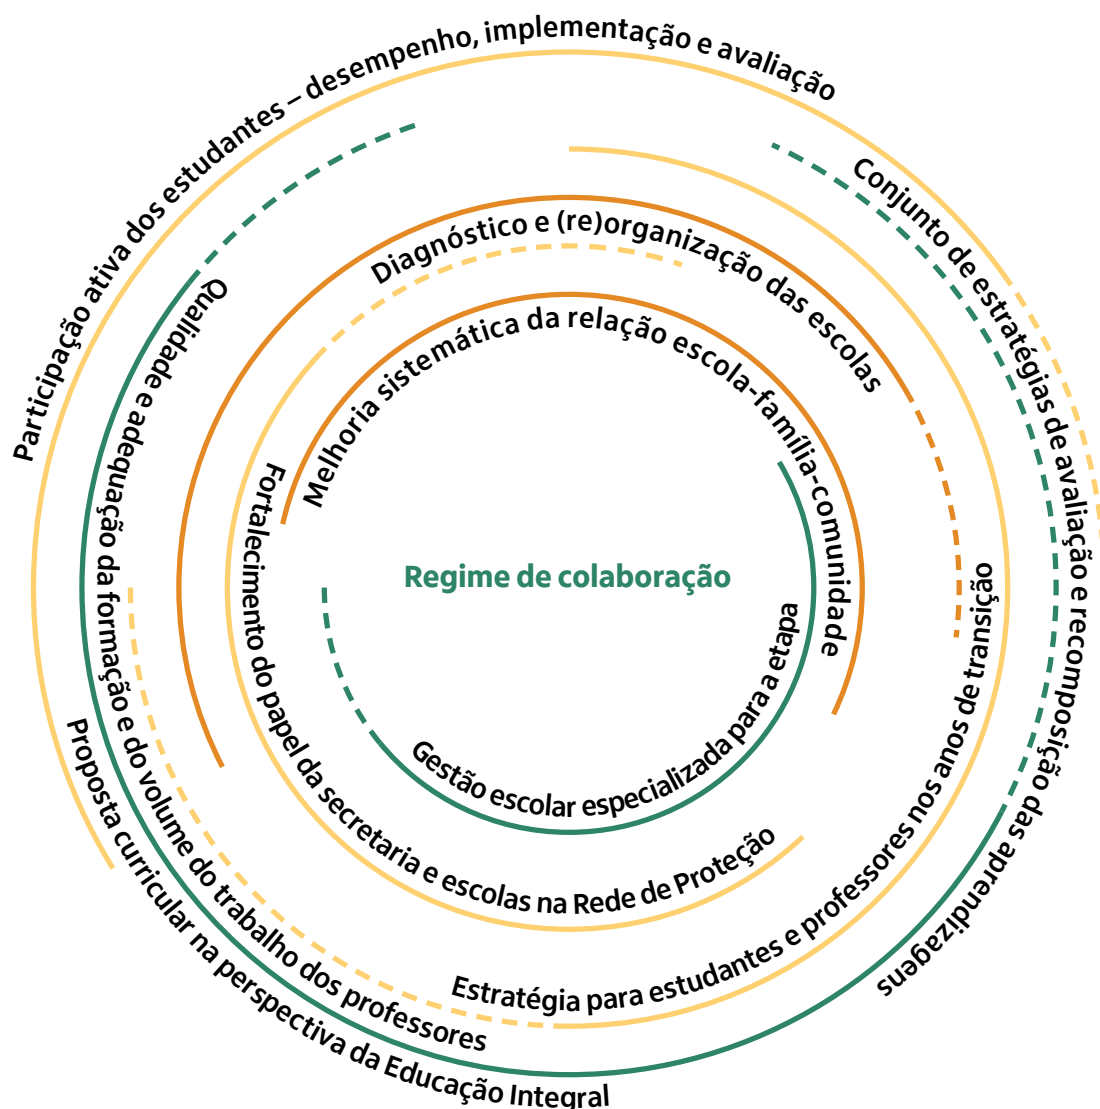 Participação ativa dos estudantes – desempenho, implementação e avaliação
Conjunto de estratégias de avaliação e recomposição das aprendizagens
Qualidade e adequação da formação e do volume do trabalho dos professores
Proposta curricular na perspectiva da Educação Integral
Diagnóstico e (re)organização das escolas
Estratégia para estudantes e professores nos anos de transição
Fortalecimento do papel da secretaria e escolas na Rede de Proteção
Melhoria sistemática da relação escola-família-comunidade
Gestão escolar especializada para a etapa
Regime de colaboração